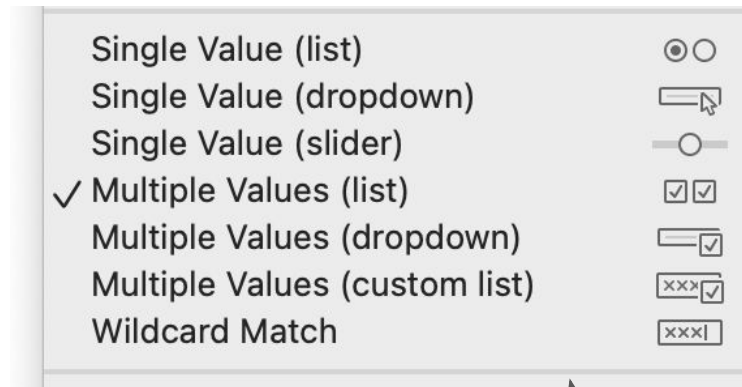 Single Value (list)
Single Value (dropdown)
Single Value (slider)
Multiple Values (list)
Multiple Values (dropdown)
Multiple Values (custom list)
Wildcard Match